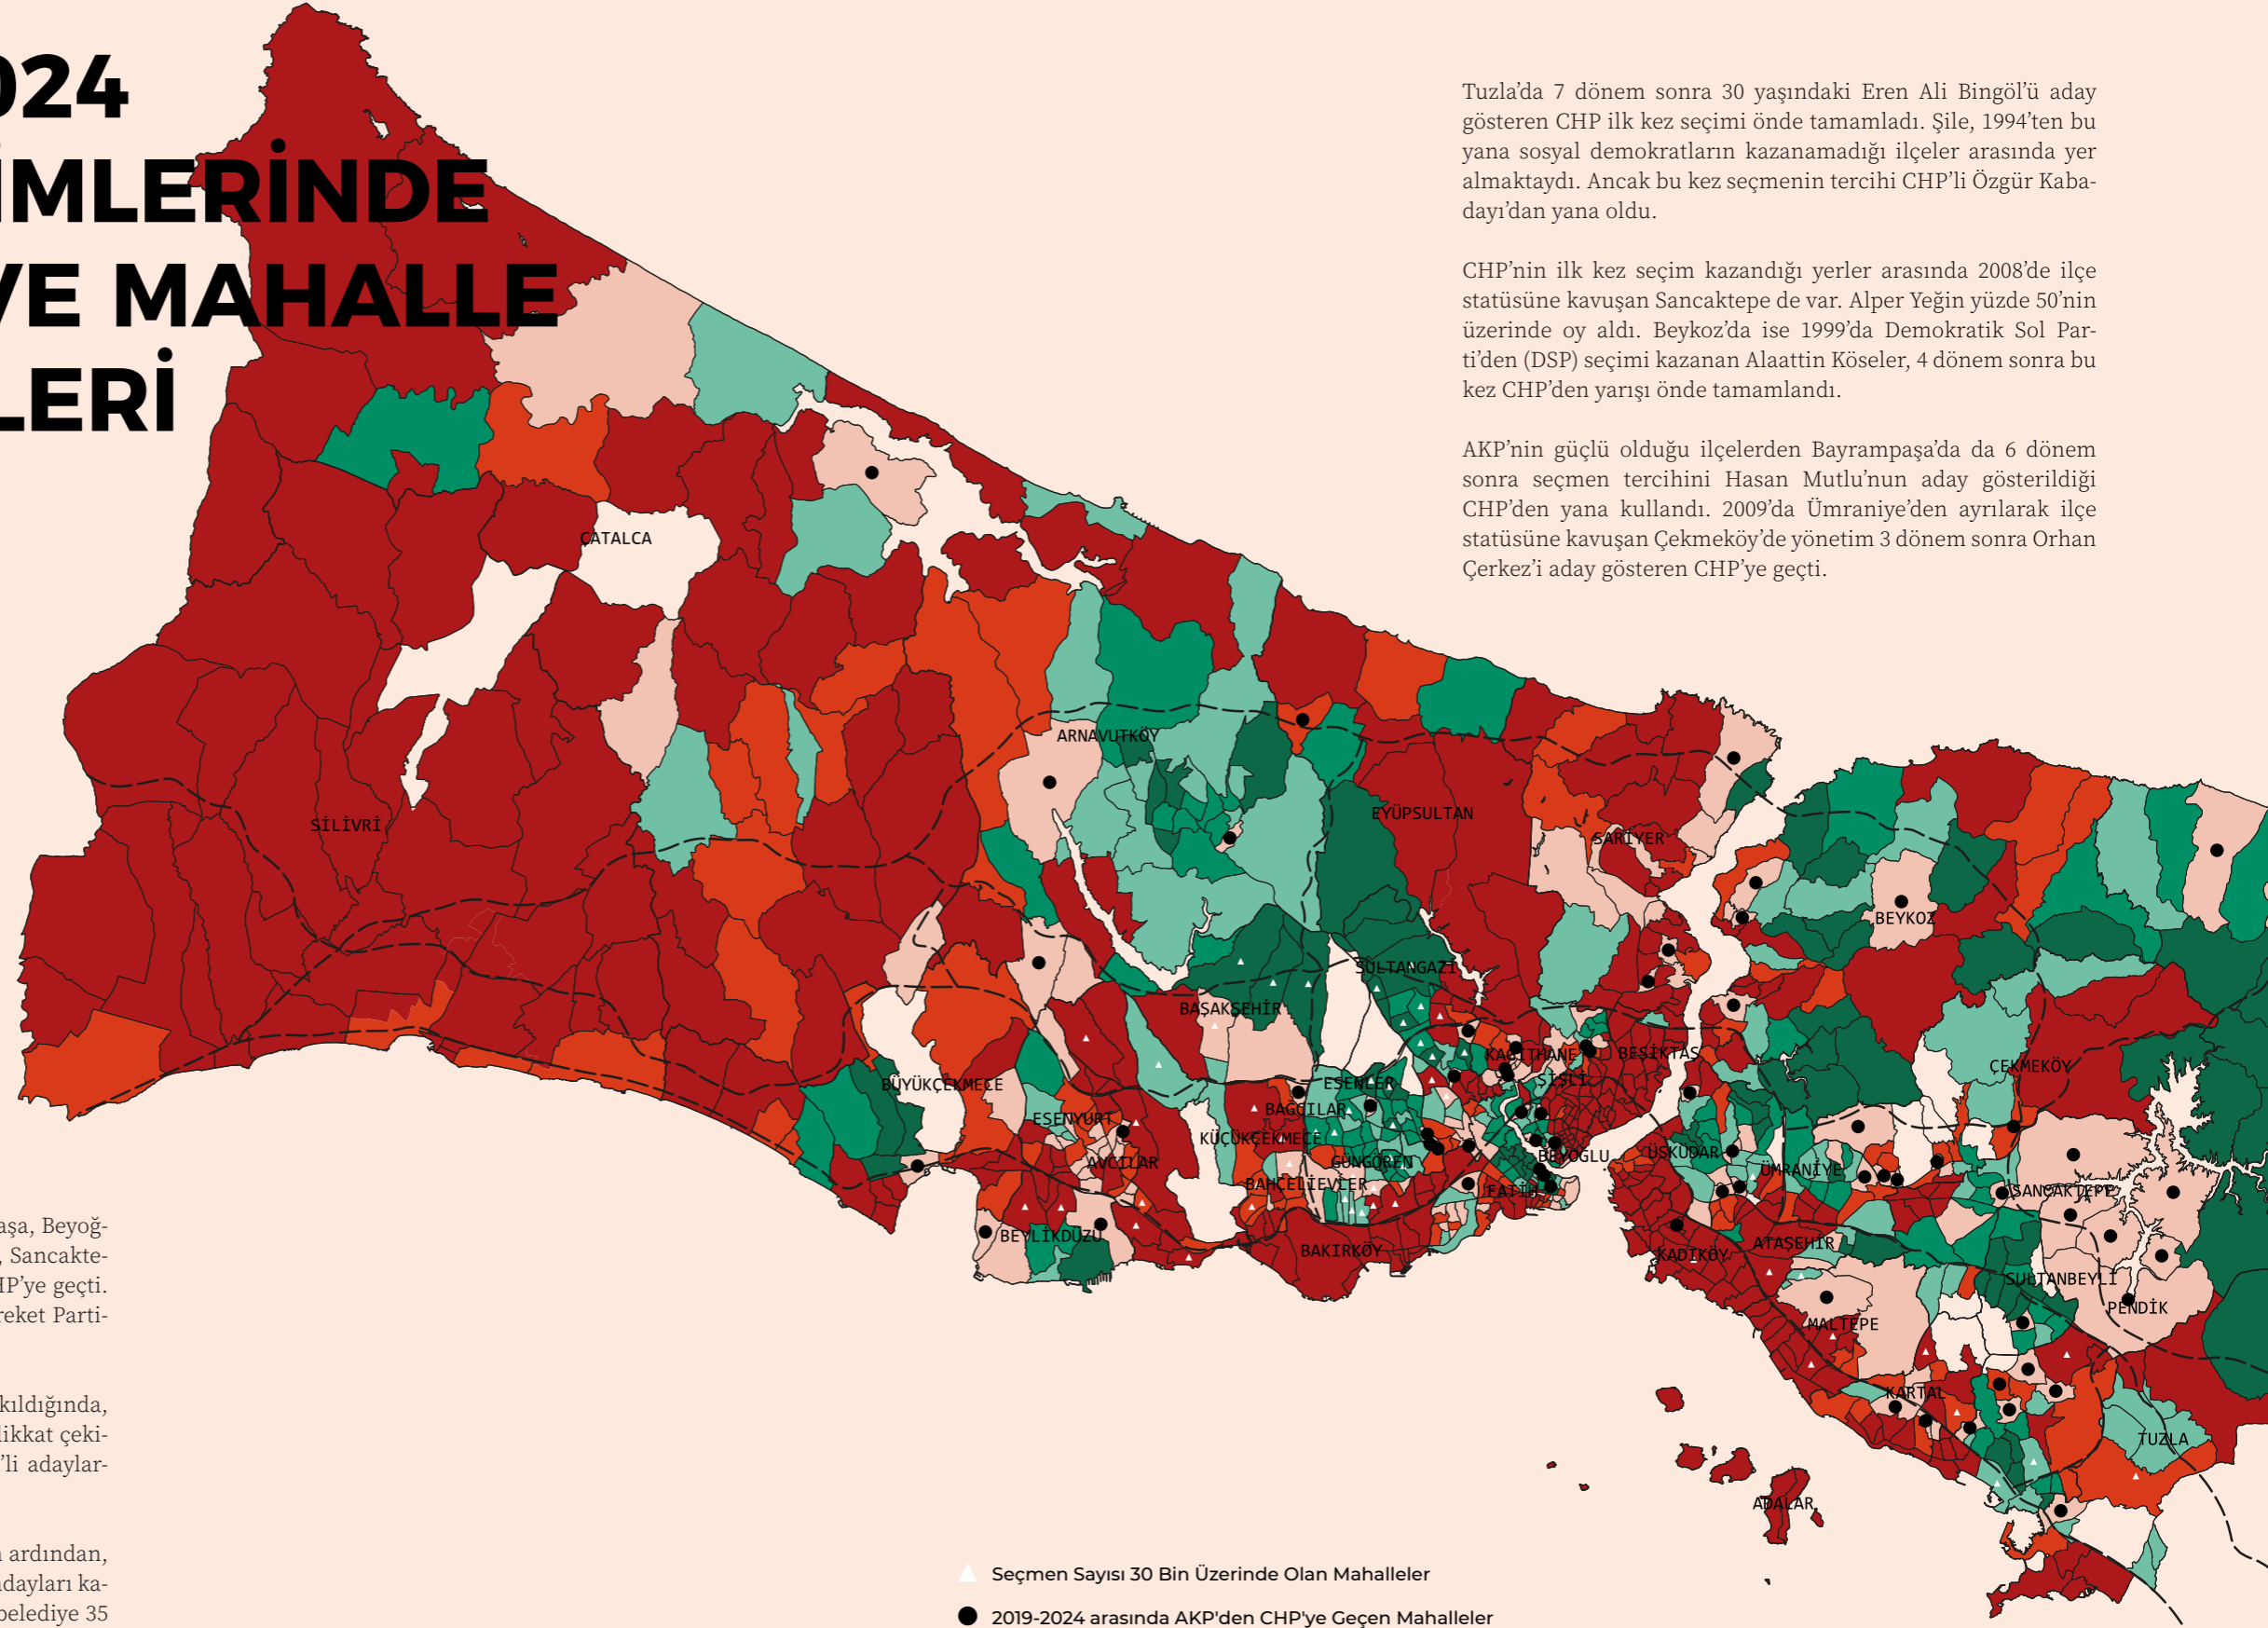 024
İMLERİNDE
VE MAHALLE
LERİ
Tuzla’da 7 dönem sonra 30 yaşındaki Eren Ali Bingöl’ü aday
gösteren CHP ilk kez seçimi önde tamamladı. Şile, 1994’ten bu
yana sosyal demokratların kazanamadığı ilçeler arasında yer
almaktaydı. Ancak bu kez seçmenin tercihi CHP’li Özgür Kaba-
dayı’dan yana oldu.
CHP’nin ilk kez seçim kazandığı yerler arasında 2008’de ilçe
statüsüne kavuşan Sancaktepe de var. Alper Yeğin yüzde 50’nin
üzerinde oy aldı. Beykoz’da ise 1999’da Demokratik Sol Par-
ti’den (DSP) seçimi kazanan Alaattin Köseler, 4 dönem sonra bu
kez CHP’den yarışı önde tamamlandı.
AKP’nin güçlü olduğu ilçelerden Bayrampaşa’da da 6 dönem
sonra seçmen tercihini Hasan Mutlu’nun aday gösterildiği
CHP’den yana kullandı. 2009’da Ümraniye’den ayrılarak ilçe
statüsüne kavuşan Çekmeköy’de yönetim 3 dönem sonra Orhan
Çerkez’i aday gösteren CHP’ye geçti.
ÇATALCA
ARNAVUTKÖY
SİLİVRİ
EYÜPSULTAN
SARIYER
BEYKOZ
SULTANGAZİ
BAŞAKŞEHİR
KAĞITHANE
BEŞİKTAŞ
ÇEKMEKÖY
ŞİŞLİ
BÜYÜKÇEKMECE
ESENLER
BAĞCILAR
ESENYURT
KÜÇÜKÇEKMECE
BEYOĞLU
ÜSKÜDAR
GÜNGÖREN
AVCILAR
ÜMRANİYE
BAHÇELİEVLER
FATİH
SANCAKTEPE
BEYLİKDÜZÜ
BAKIRKÖY
KADIKÖY
ATAŞEHİR
SULTANBEYLİ
PENDİK
MALTEPE
KARTAL
TUZLA
ADALAR
aşa, Beyoğ-
, Sancakte-
HP’ye geçti.
reket Parti-
kıldığında,
likkat çeki-
’li adaylar-
n ardından,
adayları ka-
belediye 35
Seçmen Sayısı 30 Bin Üzerinde Olan Mahalleler
2019-2024 arasında AKP'den CHP'ye Geçen Mahalleler